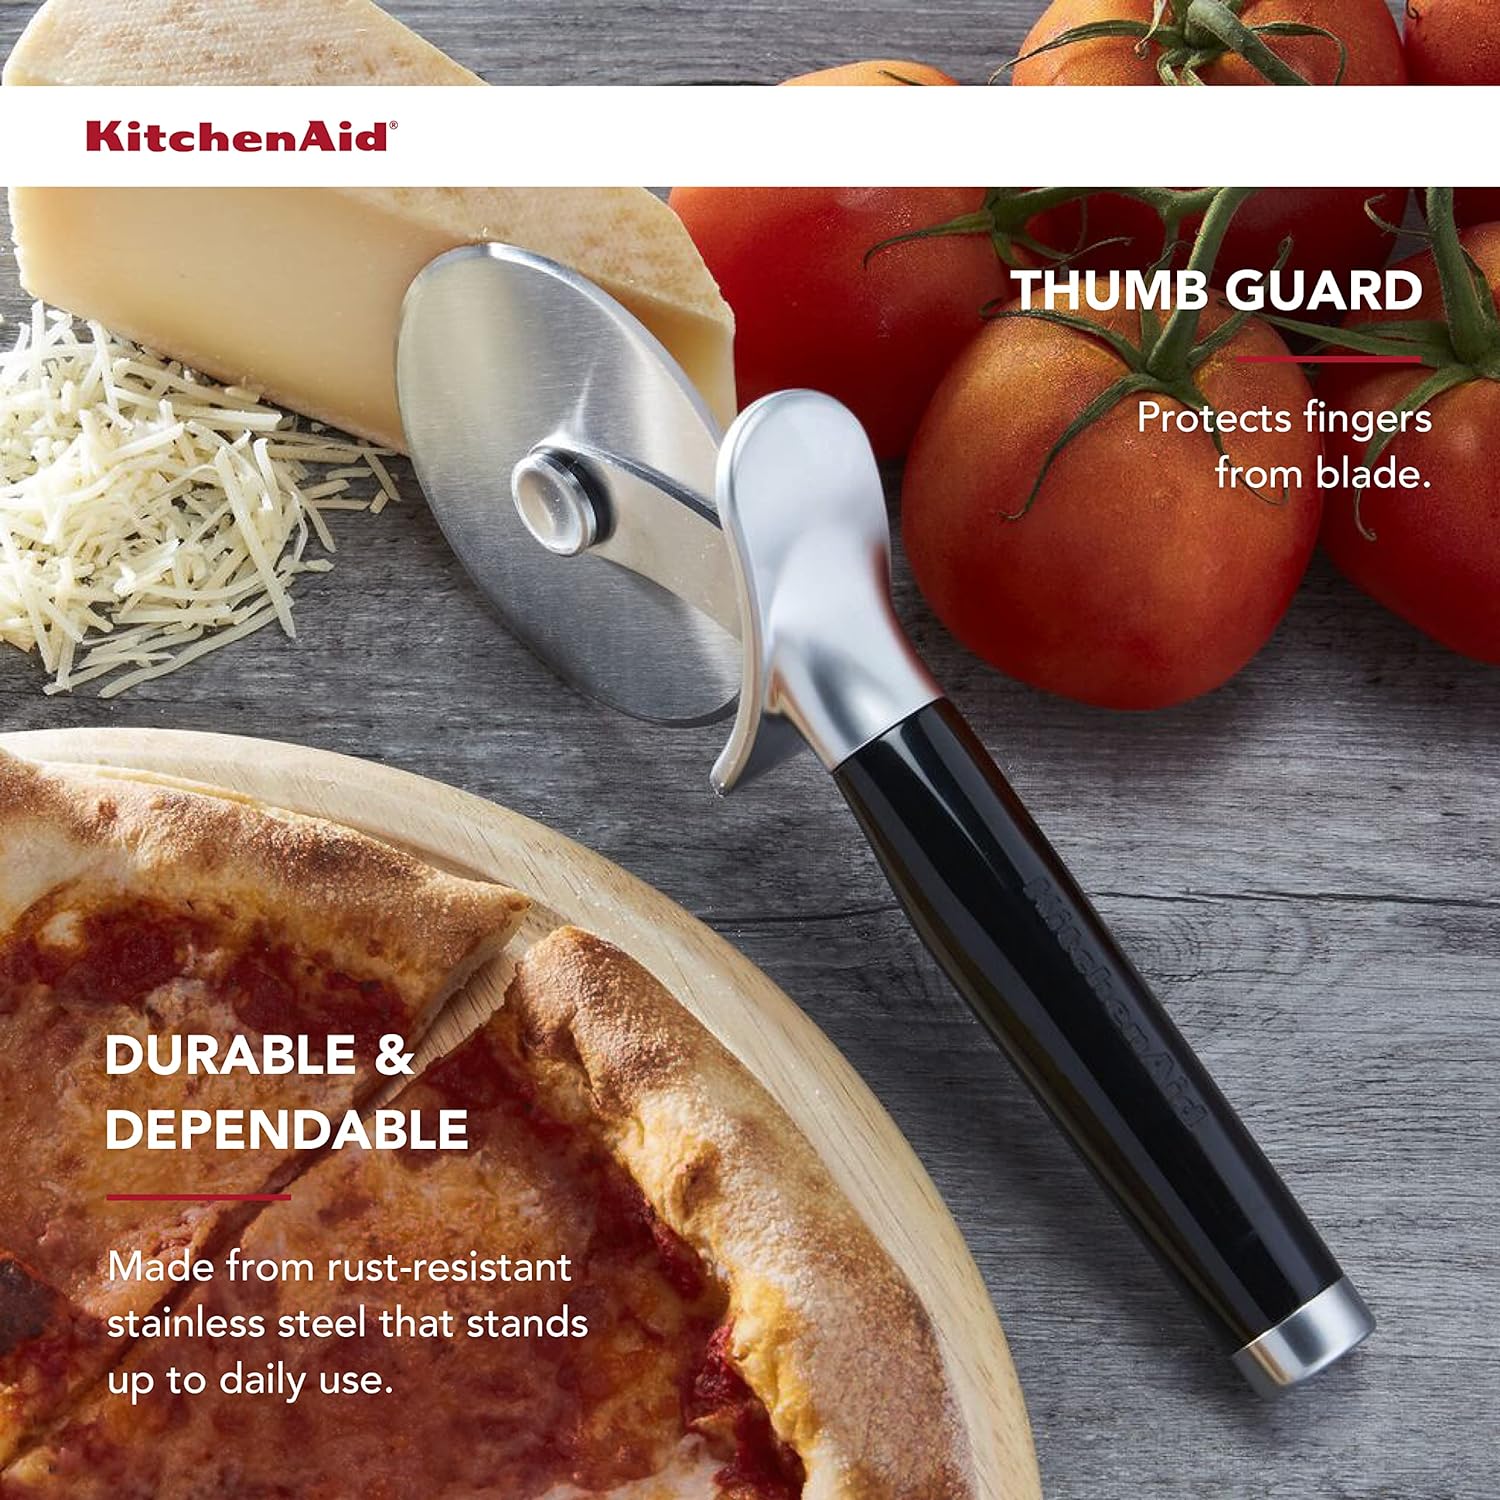 KitchenAid®
THUMB GUARD
Protects fingers
from blade.
KitchenAid
DURABLE &
DEPENDABLE
Made from rust-resistant
stainless steel that stands
up to daily use.